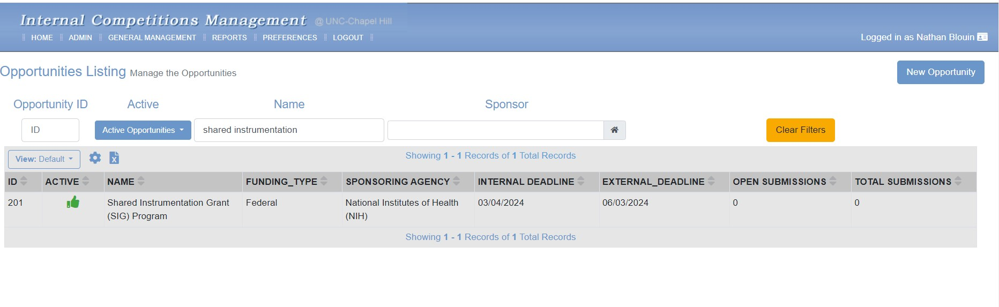 Internal Competitions Management @ UNC-Chapel Hill
HOME ADMIN GENERAL MANAGEMENT REPORTS PREFERENCES LOGOUT
Logged in as Nathan Blouin
Opportunities Listing Manage the Opportunities
New Opportunity
Opportunity ID Active Name Sponsor
ID Active Opportunities shared instrumentation Clear Filters
View: Default Showing 1 - 1 Records of 1 Total Records
ID ACTIVE NAME FUNDING_TYPE SPONSORING AGENCY INTERNAL DEADLINE EXTERNAL_DEADLINE OPEN SUBMISSIONS TOTAL SUBMISSIONS
201 Shared Instrumentation Grant Federal National Institutes of Health 03/04/2024 06/03/2024 0 0
(SIG) Program (NIH)
Showing 1 - 1 Records of 1 Total Records